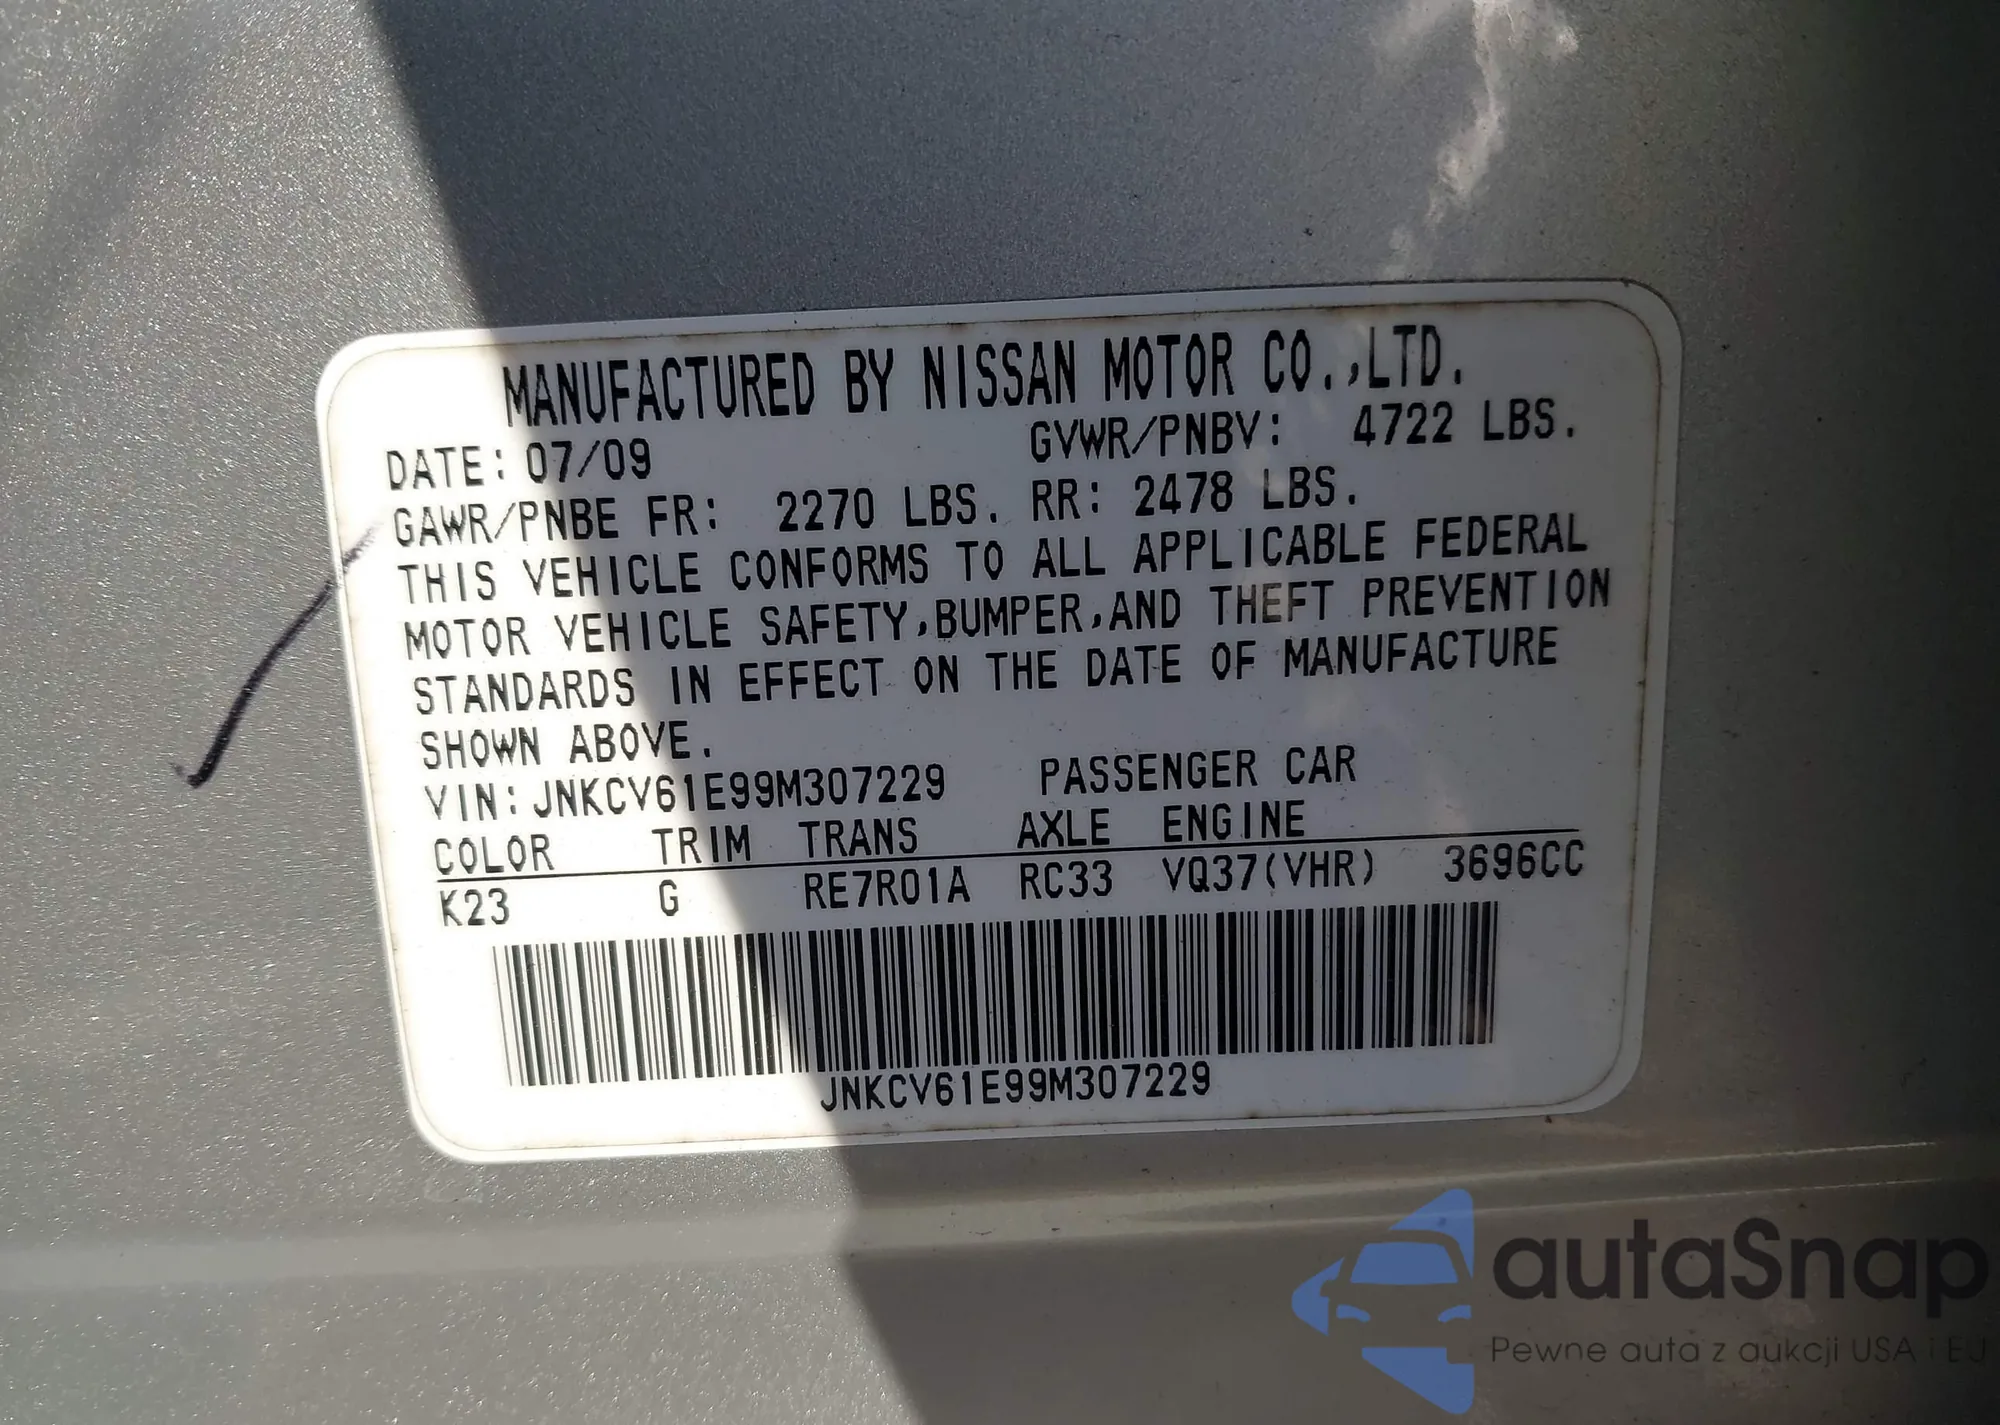 MANUFACTURED BY NISSAN MOTOR CO.,LTD.
DATE: 07/09 GVWR/PNBV: 4722 LBS.
GAWR/PNBE FR: 2270 LBS. RR: 2478 LBS.
THIS VEHICLE CONFORMS TO ALL APPLICABLE FEDERAL
MOTOR VEHICLE SAFETY,BUMPER,AND THEFT PREVENTION
STANDARDS IN EFFECT ON THE DATE OF MANUFACTURE
SHOWN ABOVE.
VIN: JNKCV61E99M307229 PASSENGER CAR
COLOR TRIM TRANS AXLE ENGINE
K23 G RE7R01A RC33 VQ37(VHR) 3696CC
JNKCV61E99M307229
autaSnap
Pewne auta z aukcji USA i EU